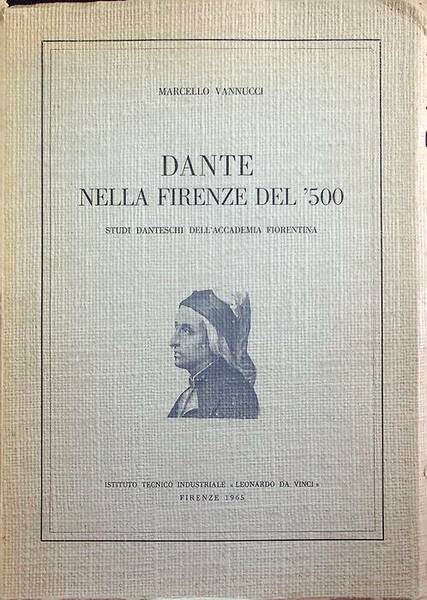 MARCELLO VANNUCCI
DANTE
NELLA FIRENZE DEL '500
STUDI DANTESCHI DELL'ACCADEMIA FIORENTINA
ISTITUTO TECNICO INDUSTRIALE « LEONARDO DA VINCI »
FIRENZE 1965